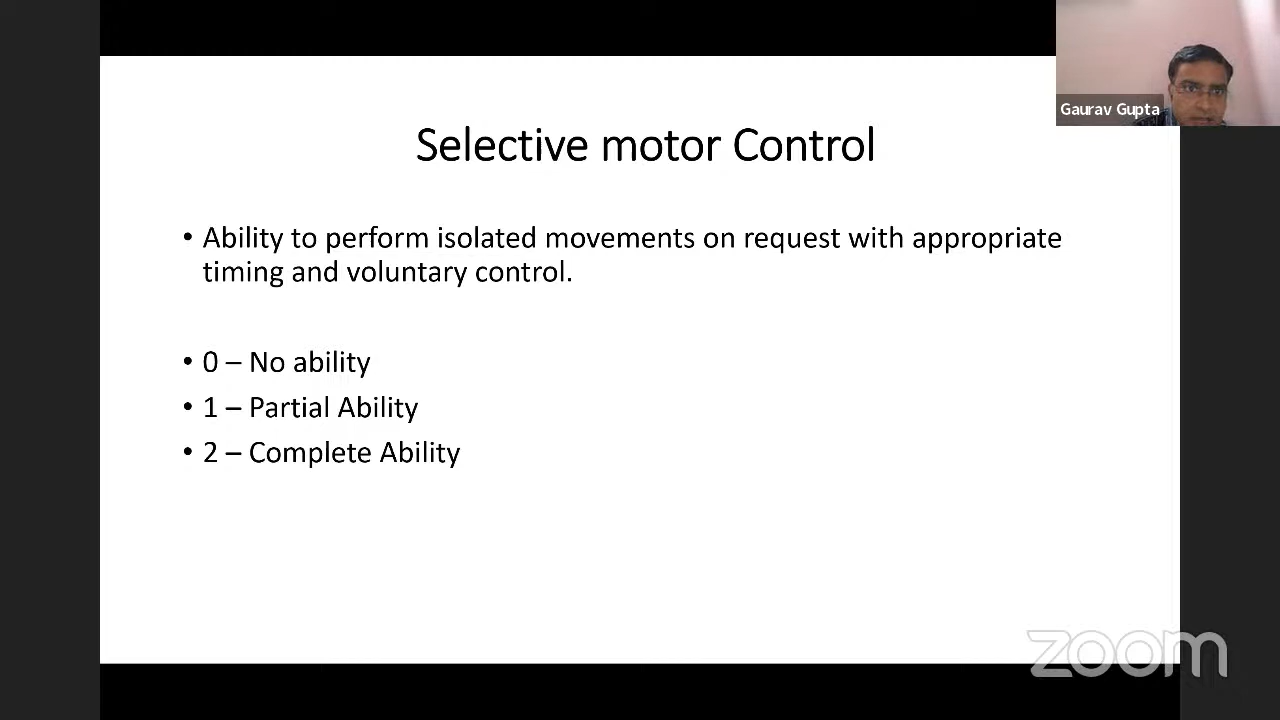 Gaurav Gupta
Selective motor Control
• Ability to perform isolated movements on request with appropriate
timing and voluntary control.
• 0 – No ability
• 1 – Partial Ability
• 2 – Complete Ability
zoom